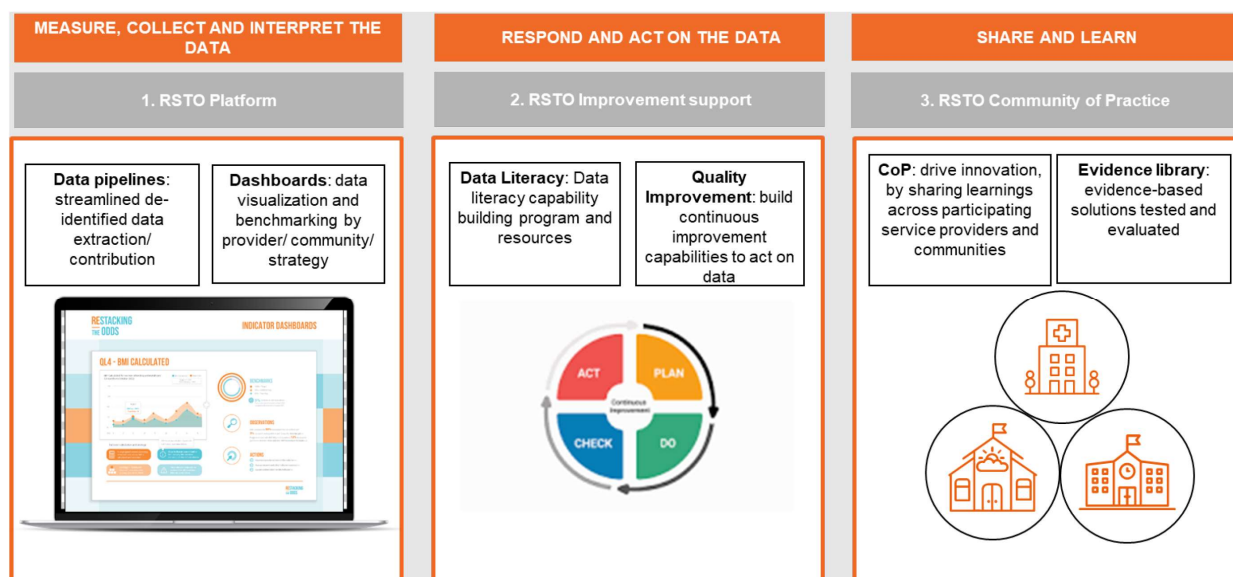 MEASURE, COLLECT AND INTERPRET THE
DATA
1. RSTO Platform
Data pipelines:
streamlined de-
identified data
extraction/
contribution
Dashboards: data
visualization and
benchmarking by
provider/ community/
strategy
RESTACKING
THE ODDS
INDICATOR DASHBOARDS
QL4 - BMI CALCULATED
OBSERVATIONS
ACTIONS
RESTACKING
THE ODDS
RESPOND AND ACT ON THE DATA
2. RSTO Improvement support
Data Literacy: Data
literacy capability
building program and
resources
Quality
Improvement: build
continuous
improvement
capabilities to act on
data
ACT
PLAN
Continuous
Improvement
CHECK
DO
SHARE AND LEARN
3. RSTO Community of Practice
CoP: drive innovation,
by sharing learnings
across participating
service providers and
communities
Evidence library:
evidence-based
solutions tested and
evaluated